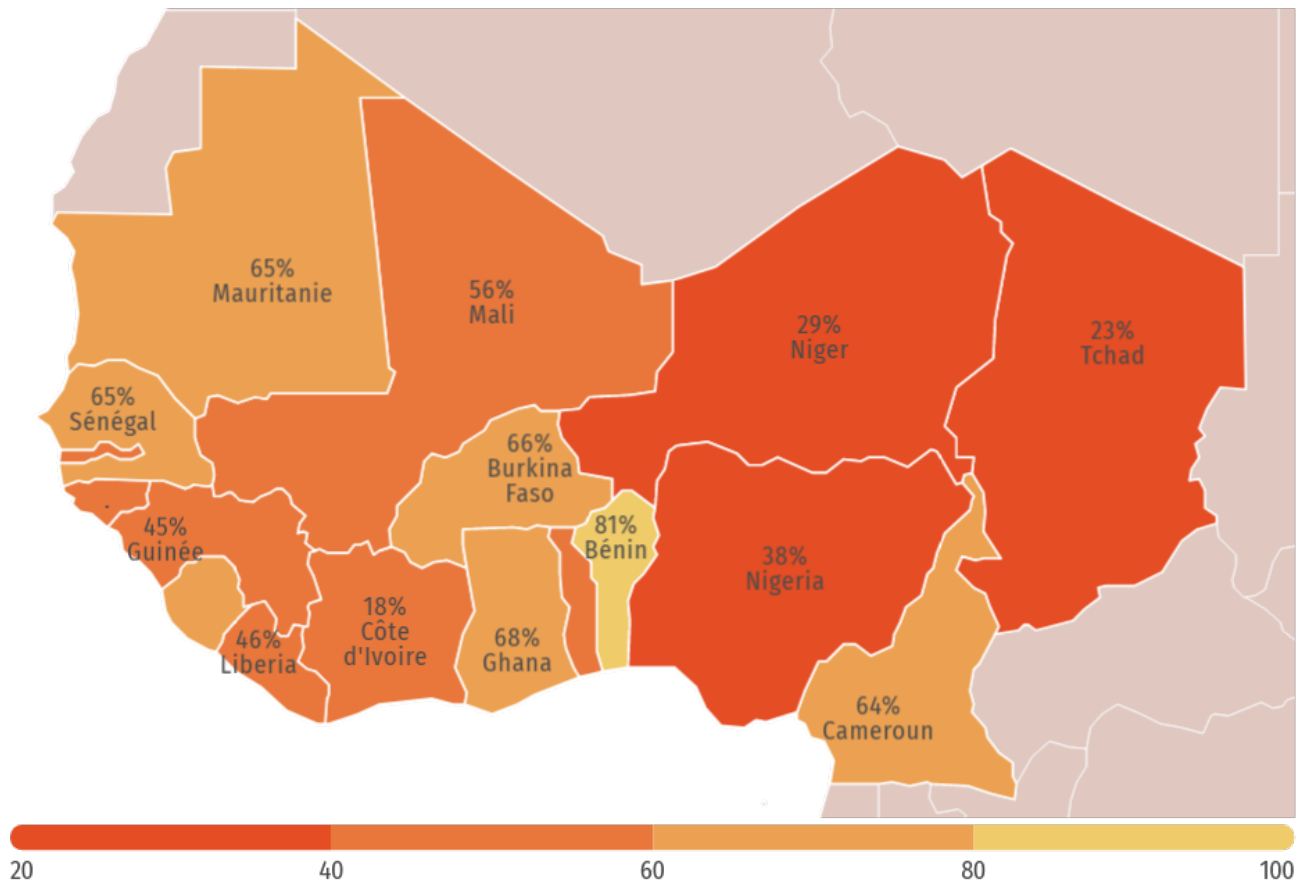 65%
Mauritanie
56%
Mali
29%
Niger
23%
Tchad
65%
Sénégal
66%
Burkina
Faso
81%
Bénin
45%
Guinée
38%
Nigeria
18%
Côte
d'Ivoire
46%
Liberia
68%
Ghana
64%
Cameroun
20
40
60
80
100